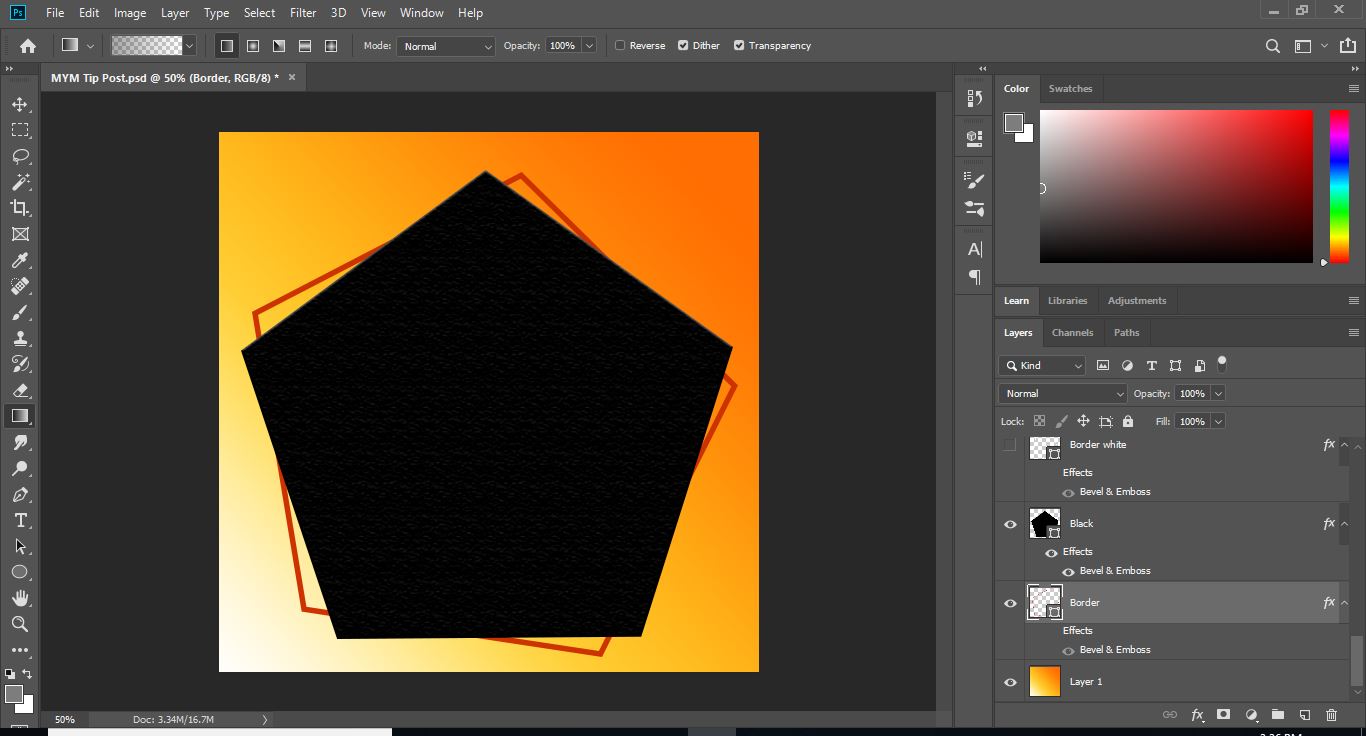 Ps File Edit Image Layer Type Select Filter 3D View Window Help
Mode: Normal Opacity: 100% Reverse Dither Transparency
MYM Tip Post.psd @ 50% (Border, RGB/8) * ×
Color Swatches
Learn Libraries Adjustments
Layers Channels Paths
Kind
Normal Opacity: 100%
Lock: Fill: 100%
Border white fx
Effects
Bevel & Emboss
Black fx
Effects
Bevel & Emboss
Border fx
Effects
Bevel & Emboss
Layer 1
50% Doc: 3.34M/16.7M